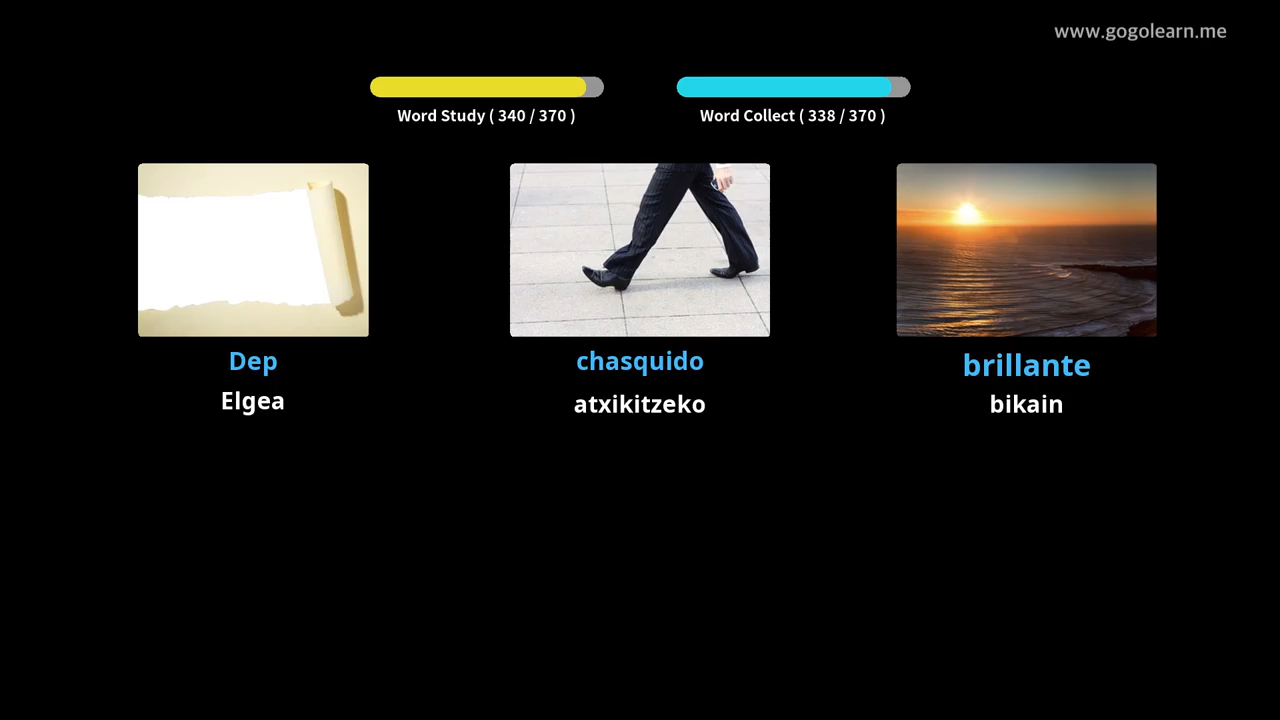 www.gogolearn.me
Word Study ( 340 / 370 )
Word Collect ( 338 / 370 )
Dep
chasquido
brillante
Elgea
atxikitzeko
bikain